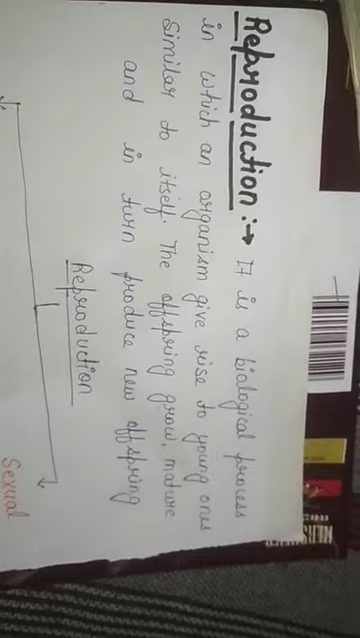 Reproduction :→ It is a biological process
in which an organism give rise to young ones
similar to itself. The offspring grow, mature
and in turn produce new offspring
Reproduction
Sexual